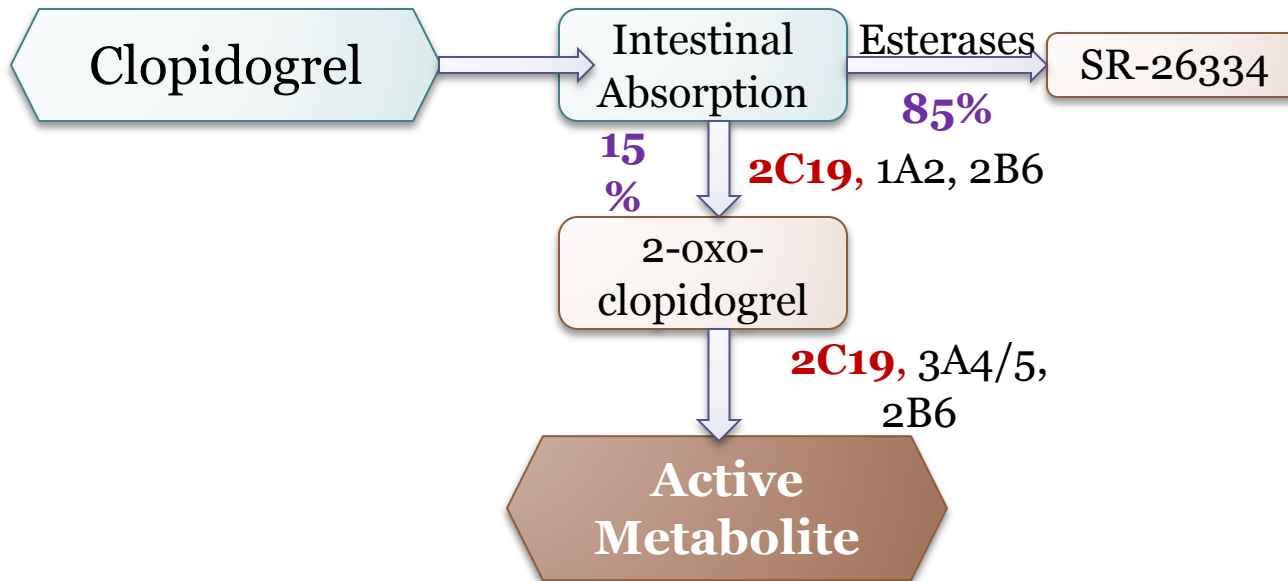 Clopidogrel
Intestinal
Absorption
Esterases
85%
SR-26334
15
%
2C19, 1A2, 2B6
2-oxo-
clopidogrel
2C19, 3A4/5,
2B6
Active
Metabolite